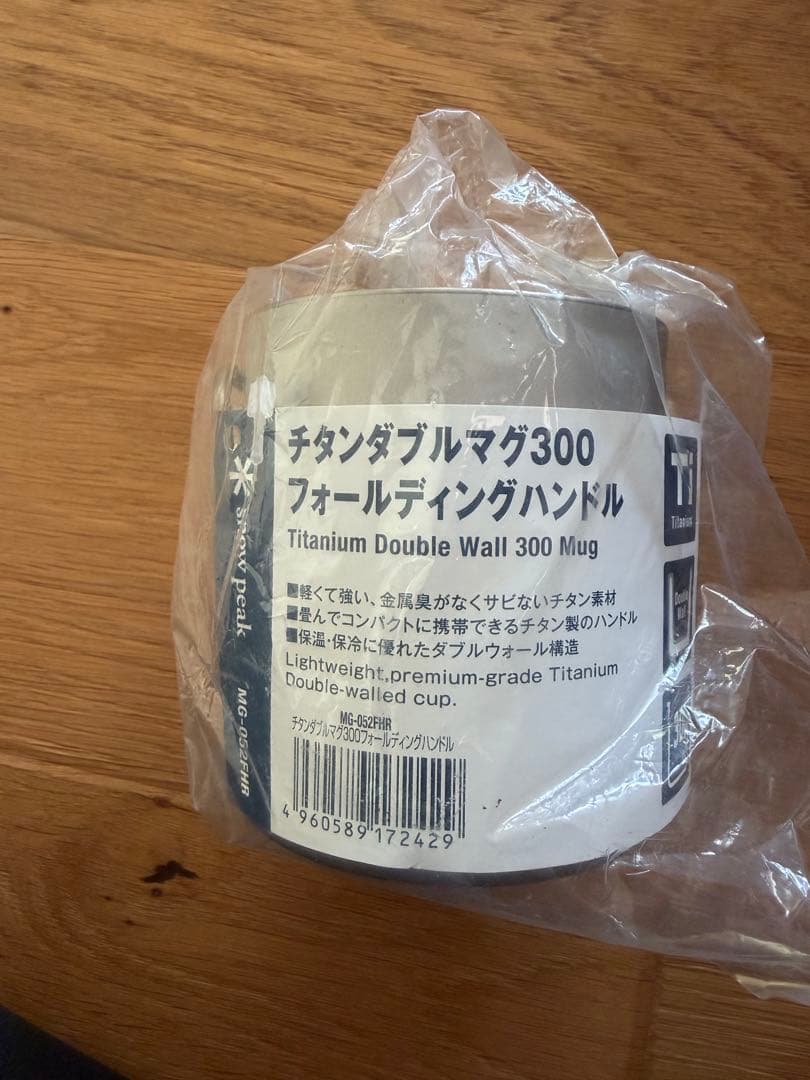 チタンダブルマグ300
フォールディングハンドル
Titanium Double Wall 300 Mug
■軽くて強い、金属臭がなくサビないチタン素材
■畳んでコンパクトに携帯できるチタン製のハンドル
■保温・保冷に優れたダブルウォール構造
Lightweight,premium-grade Titanium
Double-walled cup.
MG-052FHR
チタンダブルマグ300フォールディングハンドル
4 960589 172429
snow peak
MG-052FHR
Ti
Titanium
Double
Wall